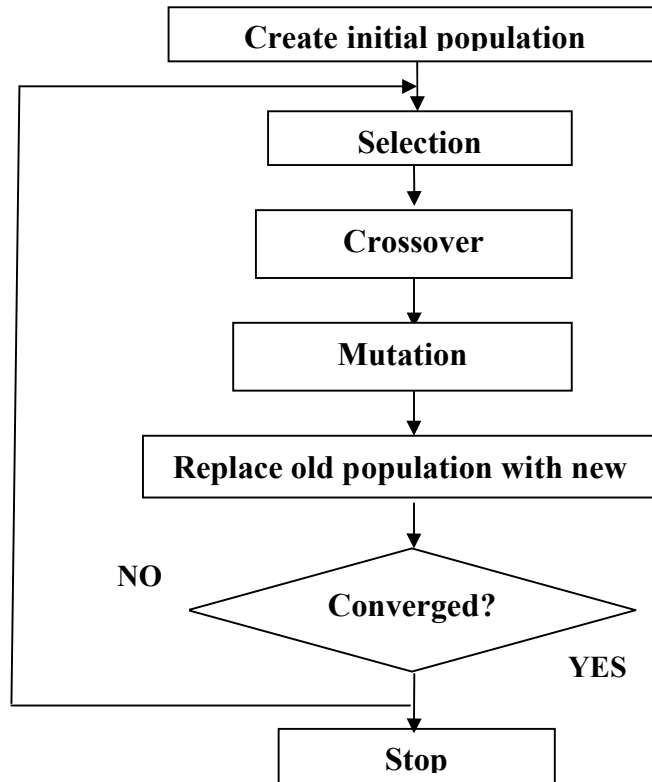 Create initial population
Selection
Crossover
Mutation
Replace old population with new
NO
Converged?
YES
Stop